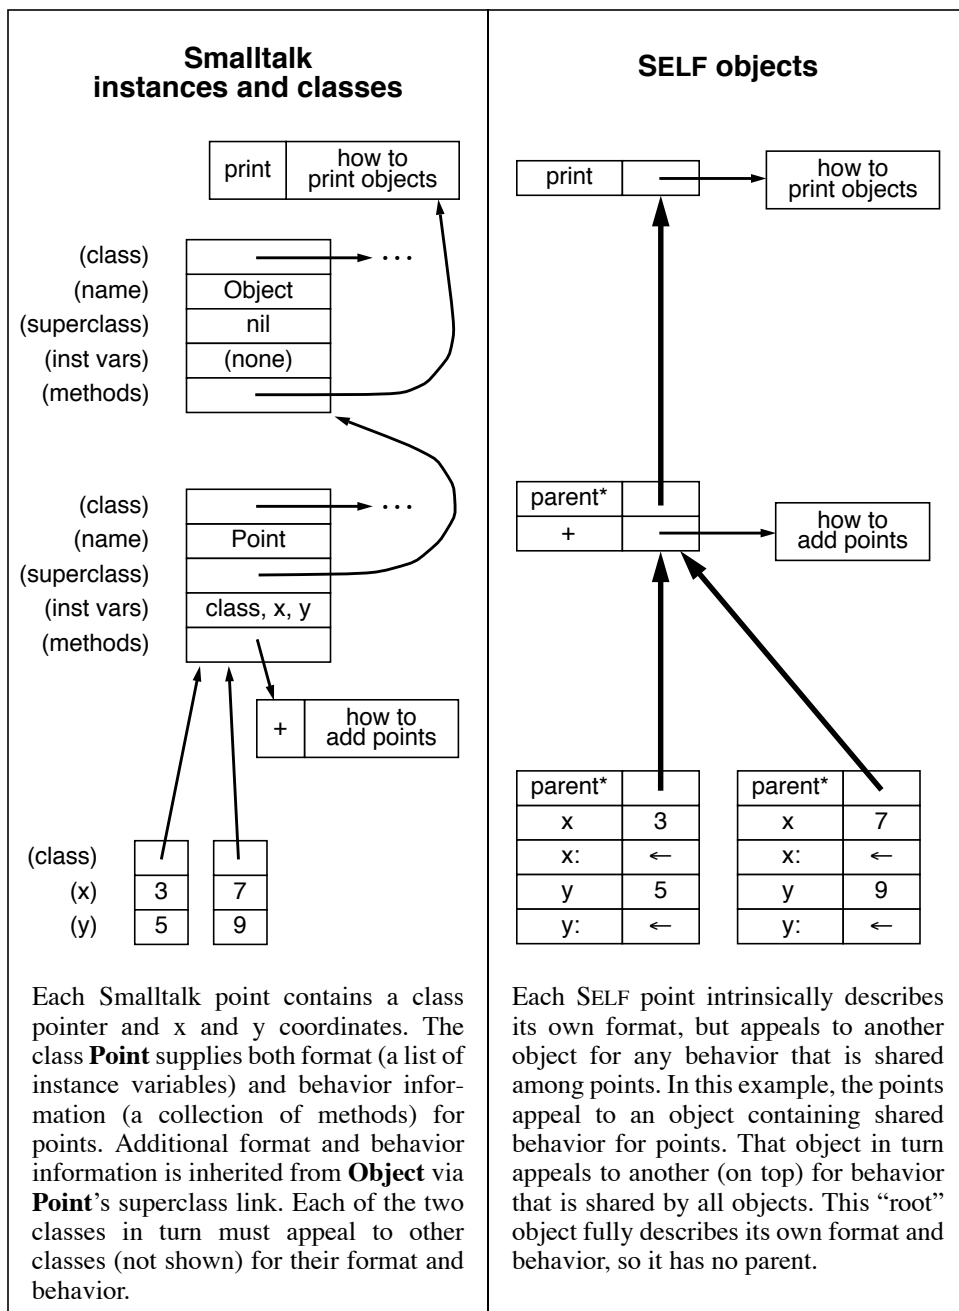 Smalltalk
instances and classes
print
how to
print objects
(class)
...
(name)
Object
(superclass)
nil
(inst vars)
(none)
(methods)
(class)
...
(name)
Point
(superclass)
(inst vars)
class, x, y
(methods)
+
how to
add points
(class)
(x)
3
7
(y)
5
9
Each Smalltalk point contains a class
pointer and x and y coordinates. The
class Point supplies both format (a list of
instance variables) and behavior infor-
mation (a collection of methods) for
points. Additional format and behavior
information is inherited from Object via
Point's superclass link. Each of the two
classes in turn must appeal to other
classes (not shown) for their format and
behavior.
SELF objects
print
how to
print objects
parent*
+
how to
add points
parent*
x
3
x:
←
y
5
y:
←
parent*
x
7
x:
←
y
9
y:
←
Each SELF point intrinsically describes
its own format, but appeals to another
object for any behavior that is shared
among points. In this example, the points
appeal to an object containing shared
behavior for points. That object in turn
appeals to another (on top) for behavior
that is shared by all objects. This “root”
object fully describes its own format and
behavior, so it has no parent.